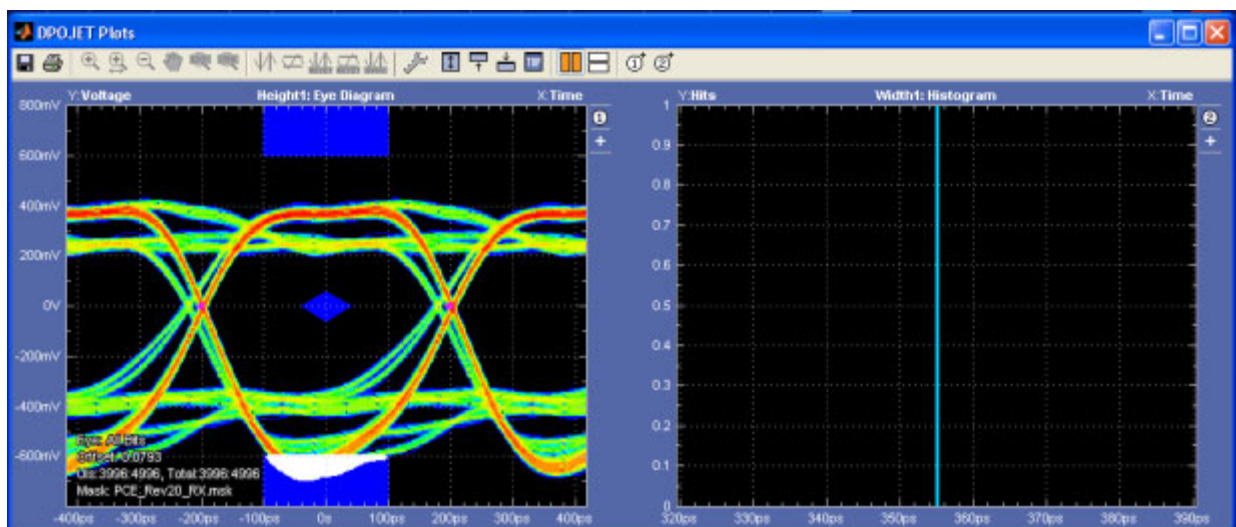 DPOJET Plots
Y:Voltage Height1: Eye Diagram X:Time
800mV
600mV
400mV
200mV
0V
-200mV
-400mV
-600mV
Eye: All Bits
Offset: 0.0793
UIs:3996:4996, Total:3996:4996
Mask: PCE_Rev20_RX.msk
-400ps -300ps -200ps -100ps 0s 100ps 200ps 300ps 400ps
1
+
Y:Hits Width1: Histogram X:Time
1
0.9
0.8
0.7
0.6
0.5
0.4
0.3
0.2
0.1
0
320ps 330ps 340ps 350ps 360ps 370ps 380ps 390ps
2
+